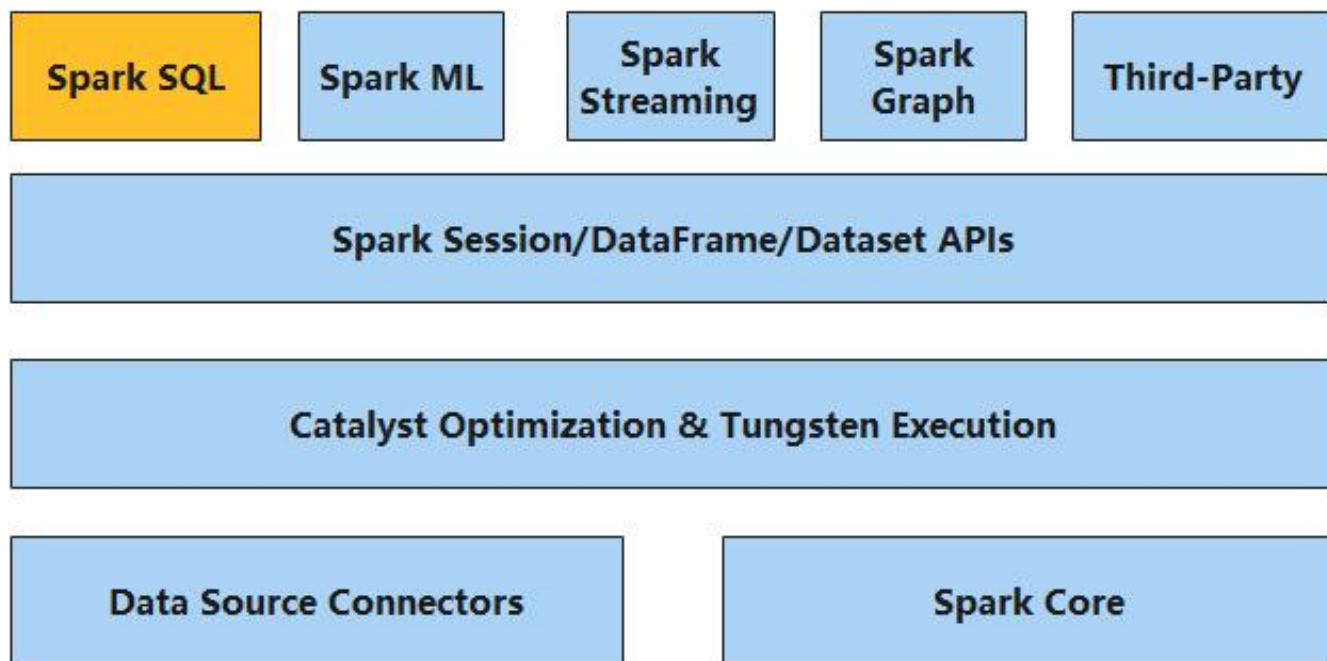 Spark SQL
Spark ML
Spark
Streaming
Spark
Graph
Third-Party
Spark Session/DataFrame/Dataset APIs
Catalyst Optimization & Tungsten Execution
Data Source Connectors
Spark Core